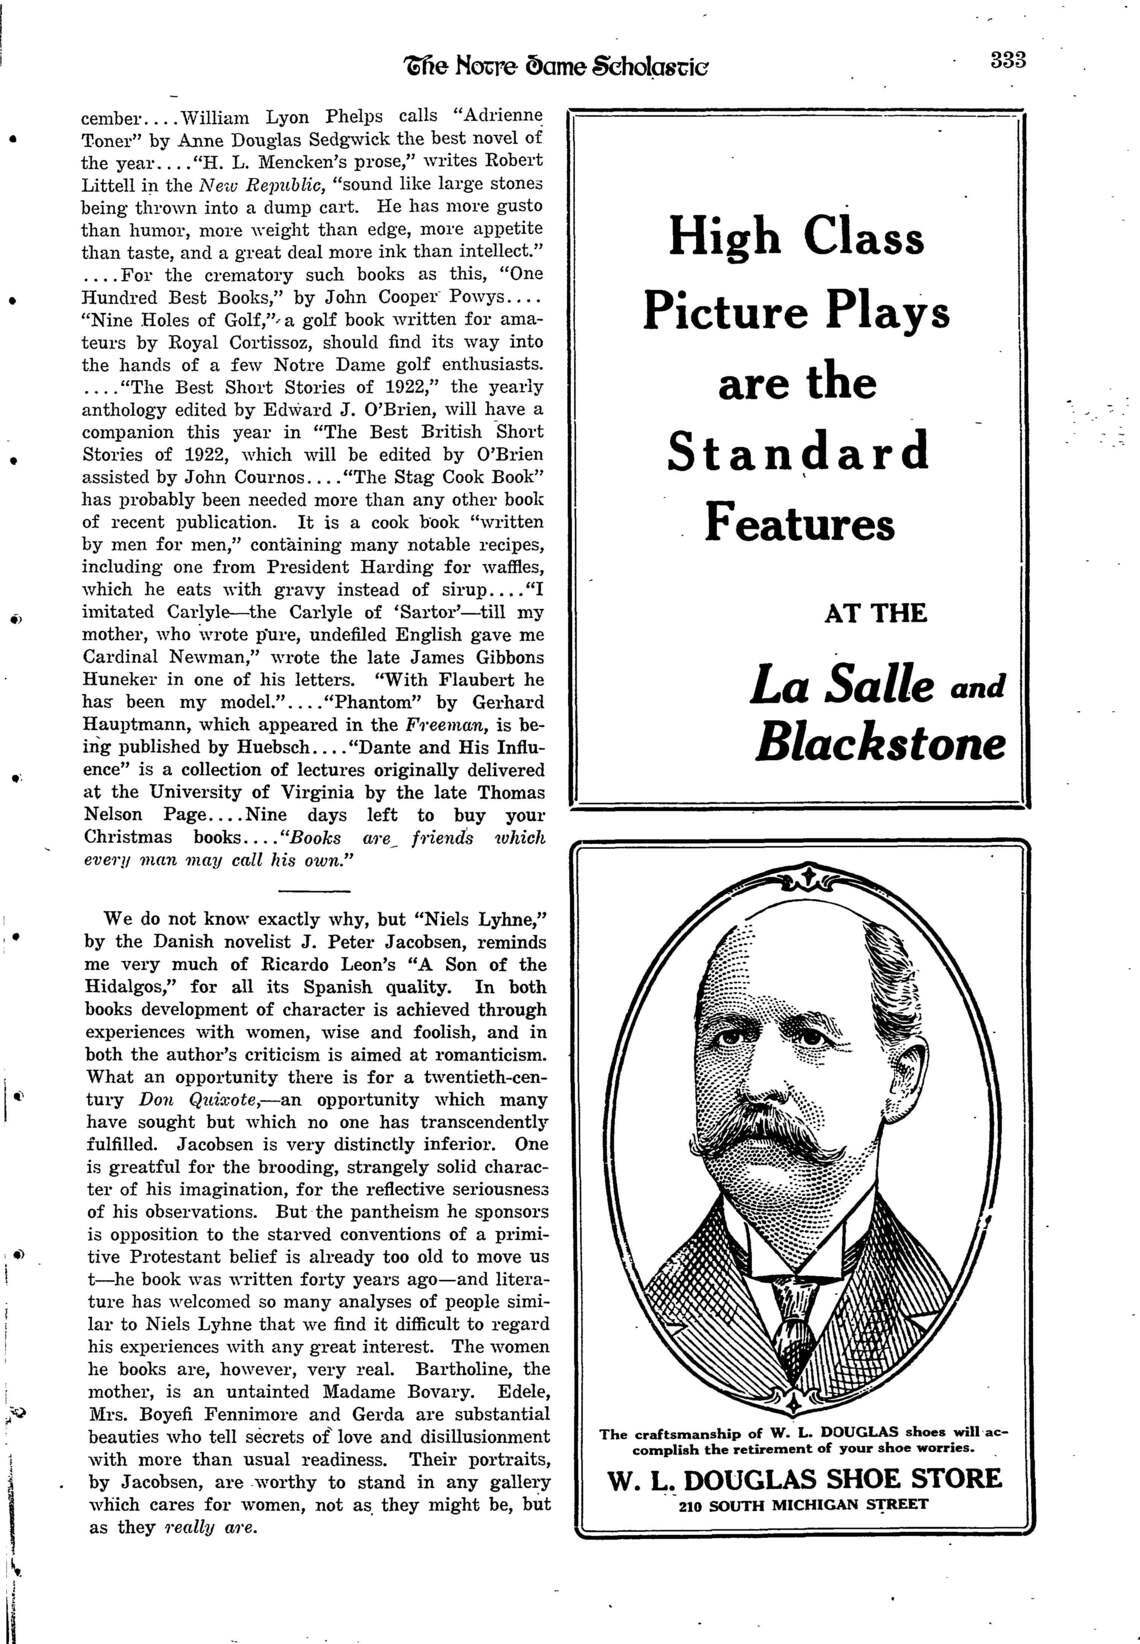 The Notre Dame Scholastic
333
cember....William Lyon Phelps calls “Adrienne
Toner” by Anne Douglas Sedgwick the best novel of
the year....“H. L. Mencken’s prose,” writes Robert
Littell in the New Republic, “sound like large stones
being thrown into a dump cart. He has more gusto
than humor, more weight than edge, more appetite
than taste, and a great deal more ink than intellect.”
....For the crematory such books as this, “One
Hundred Best Books,” by John Cooper Powys....
“Nine Holes of Golf,” a golf book written for ama-
teurs by Royal Cortissoz, should find its way into
the hands of a few Notre Dame golf enthusiasts.
....“The Best Short Stories of 1922,” the yearly
anthology edited by Edward J. O’Brien, will have a
companion this year in “The Best British Short
Stories of 1922, which will be edited by O’Brien
assisted by John Cournos....“The Stag Cook Book”
has probably been needed more than any other book
of recent publication. It is a cook book “written
by men for men,” containing many notable recipes,
including one from President Harding for waffles,
which he eats with gravy instead of sirup....“I
imitated Carlyle—the Carlyle of ‘Sartor’—till my
mother, who wrote pure, undefiled English gave me
Cardinal Newman,” wrote the late James Gibbons
Huneker in one of his letters. “With Flaubert he
has been my model.”....“Phantom” by Gerhard
Hauptmann, which appeared in the Freeman, is be-
ing published by Huebsch....“Dante and His Influ-
ence” is a collection of lectures originally delivered
at the University of Virginia by the late Thomas
Nelson Page....Nine days left to buy your
Christmas books....“Books are friends which
every man may call his own.”
We do not know exactly why, but “Niels Lyhne,”
by the Danish novelist J. Peter Jacobsen, reminds
me very much of Ricardo Leon’s “A Son of the
Hidalgos,” for all its Spanish quality. In both
books development of character is achieved through
experiences with women, wise and foolish, and in
both the author’s criticism is aimed at romanticism.
What an opportunity there is for a twentieth-cen-
tury Don Quixote,—an opportunity which many
have sought but which no one has transcendently
fulfilled. Jacobsen is very distinctly inferior. One
is greatful for the brooding, strangely solid charac-
ter of his imagination, for the reflective seriousness
of his observations. But the pantheism he sponsors
is opposition to the starved conventions of a primi-
tive Protestant belief is already too old to move us
t—he book was written forty years ago—and litera-
ture has welcomed so many analyses of people simi-
lar to Niels Lyhne that we find it difficult to regard
his experiences with any great interest. The women
he books are, however, very real. Bartholine, the
mother, is an untainted Madame Bovary. Edele,
Mrs. Boyefi Fennimore and Gerda are substantial
beauties who tell secrets of love and disillusionment
with more than usual readiness. Their portraits,
by Jacobsen, are worthy to stand in any gallery
which cares for women, not as they might be, but
as they really are.
High Class
Picture Plays
are the
Standard
Features
AT THE
La Salle and
Blackstone
The craftsmanship of W. L. DOUGLAS shoes will ac-
complish the retirement of your shoe worries.
W. L. DOUGLAS SHOE STORE
210 SOUTH MICHIGAN STREET